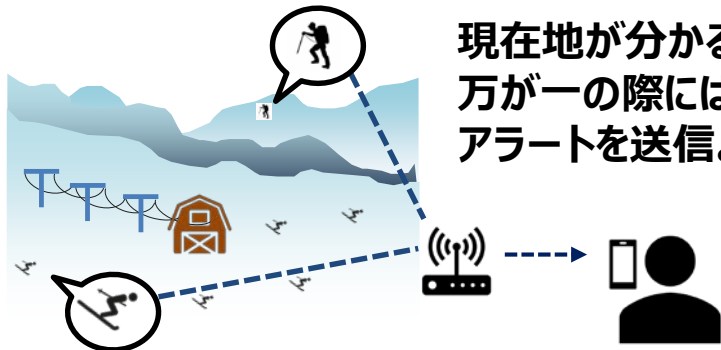 現在地が分かる
万が一の際には
アラートを送信。